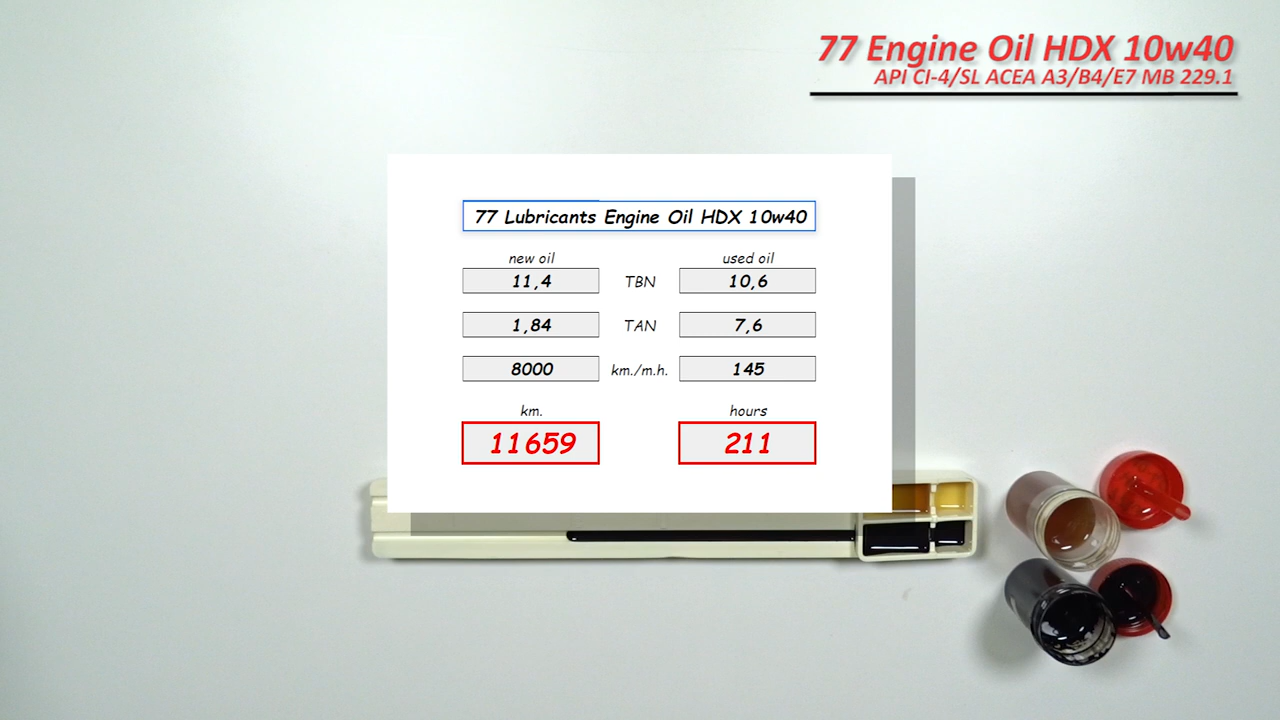 77 Engine Oil HDX 10w40
API CI-4/SL ACEA A3/B4/E7 MB 229.1
77 Lubricants Engine Oil HDX 10w40
new oil used oil
11,4 TBN 10,6
1,84 TAN 7,6
8000 km./m.h. 145
km. hours
11659 211